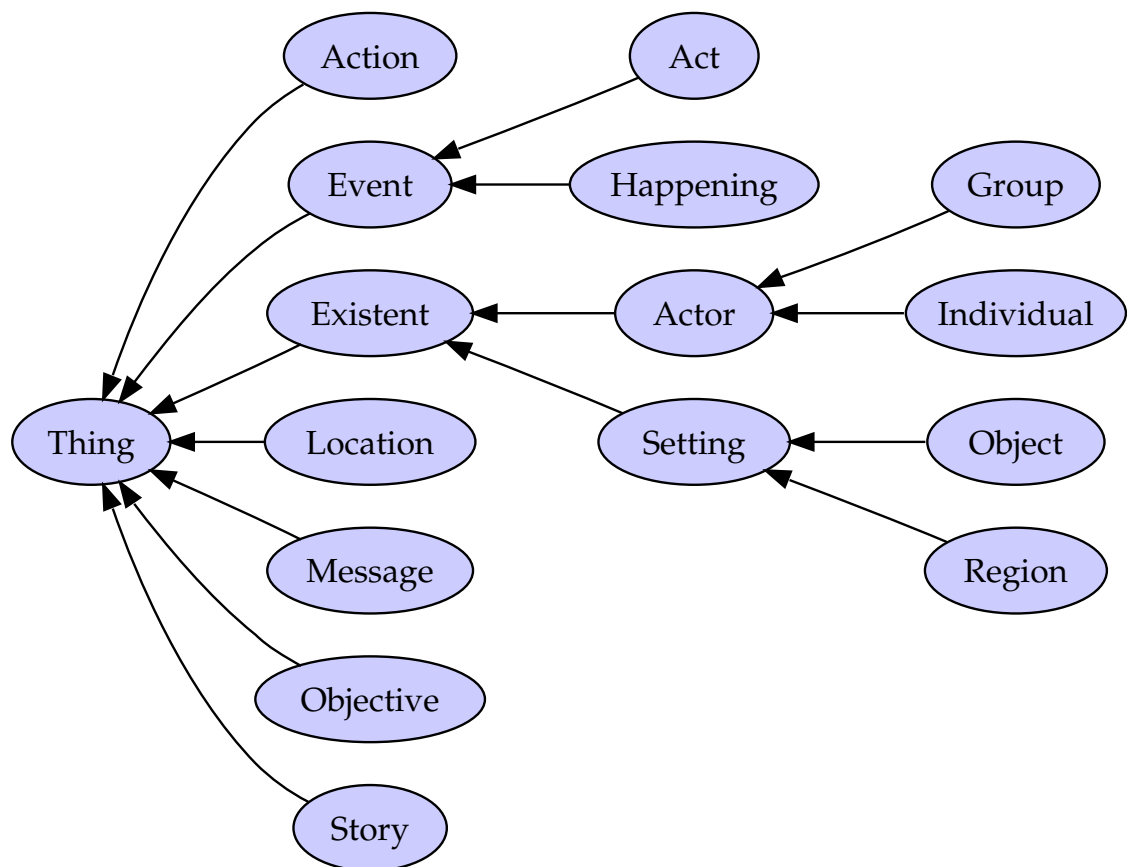 Action
Act
Event
Happening
Group
Existent
Actor
Individual
Thing
Location
Setting
Object
Message
Region
Objective
Story